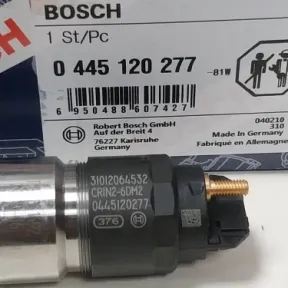 BOSCH
BOSCH
1 St/Pc
0 445 120 277
-81W
6 950488 607427
040210
310
Robert Bosch GmbH
Auf der Breit 4
76227 Karlsruhe
Germany
Made in Germany
Fabriqué en Allemagne
31012064532
CRIN2-6DM2
0445120277
376